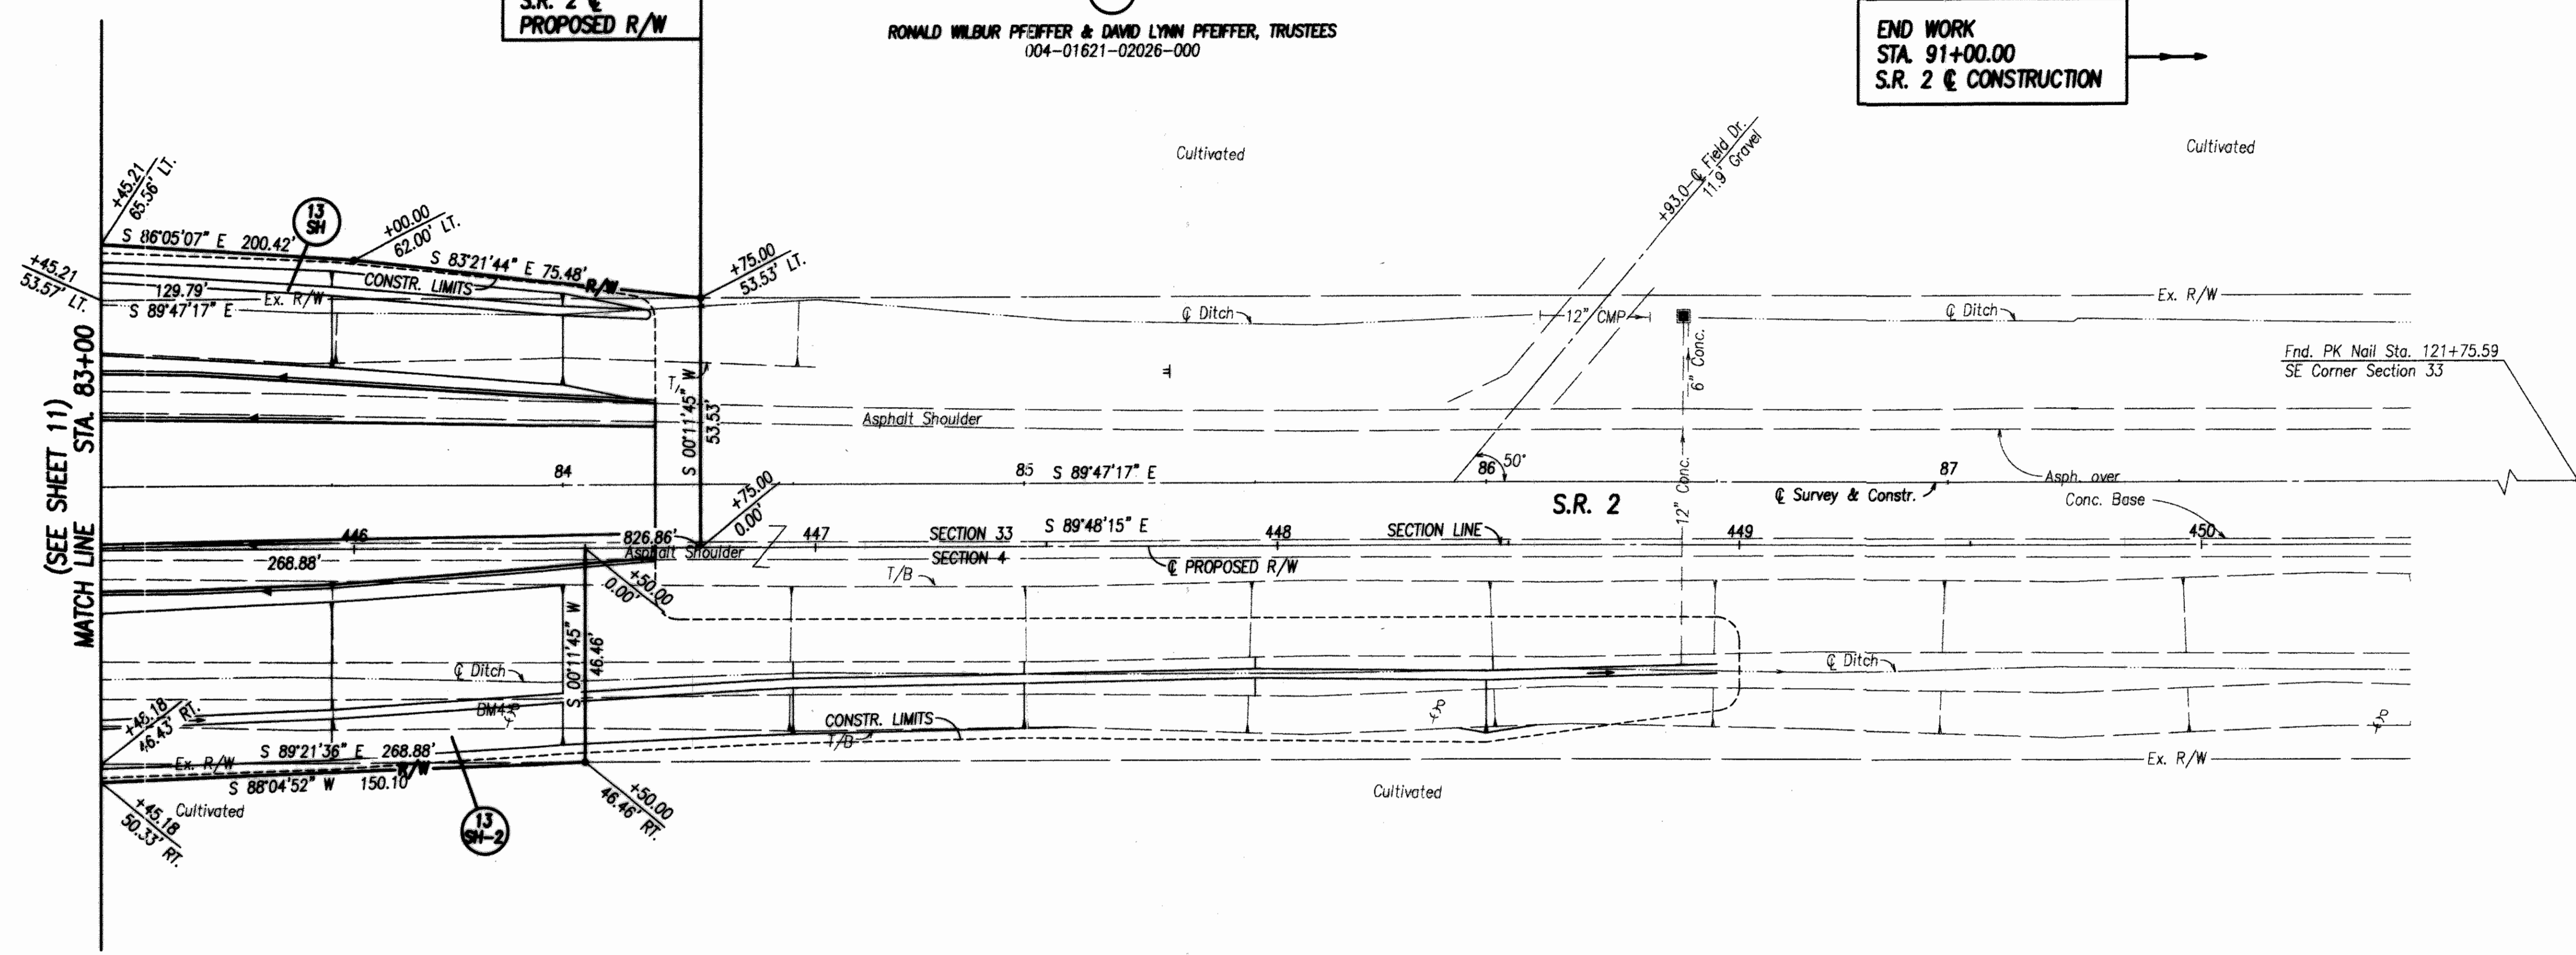 S.R. 2 ℄
PROPOSED R/W
RONALD WILBUR PFEIFFER & DAVID LYNN PFEIFFER, TRUSTEES
004-01621-02026-000
END WORK
STA. 91+00.00
S.R. 2 ℄ CONSTRUCTION
Cultivated
Cultivated
+93.0-℄ Field Dr.
11.9' Gravel
+45.21
65.56' LT.
13
SH
+00.00
62.00' LT.
S 86°05'07" E 200.42'
S 83°21'44" E 75.48'
R/W
+75.00
53.53' LT.
+45.21
53.57' LT.
CONSTR. LIMITS
129.79'
Ex. R/W
S 89°47'17" E
Ex. R/W
℄ Ditch
12" CMP
℄ Ditch
6" Conc.
Fnd. PK Nail Sta. 121+75.59
SE Corner Section 33
(SEE SHEET 11)
MATCH LINE STA. 83+00
S 00°11'45" W
53.53'
Asphalt Shoulder
84
85
S 89°47'17" E
86
50°
87
Asph. over
Conc. Base
℄ Survey & Constr.
S.R. 2
12" Conc.
+75.00
0.00'
446
826.86'
447
SECTION 33
S 89°48'15" E
448
SECTION LINE
449
450
268.88'
Asphalt Shoulder
SECTION 4
℄ PROPOSED R/W
+50.00
0.00'
T/B
S 00°11'45" W
46.46'
℄ Ditch
℄ Ditch
+45.18
46.43' RT.
CONSTR. LIMITS
T/B
S 89°21'36" E 268.88'
Ex. R/W
R/W
Ex. R/W
S 88°04'52" W 150.10'
Cultivated
+45.18
50.33' RT.
13
SH-2
+50.00
46.46' RT.
Cultivated